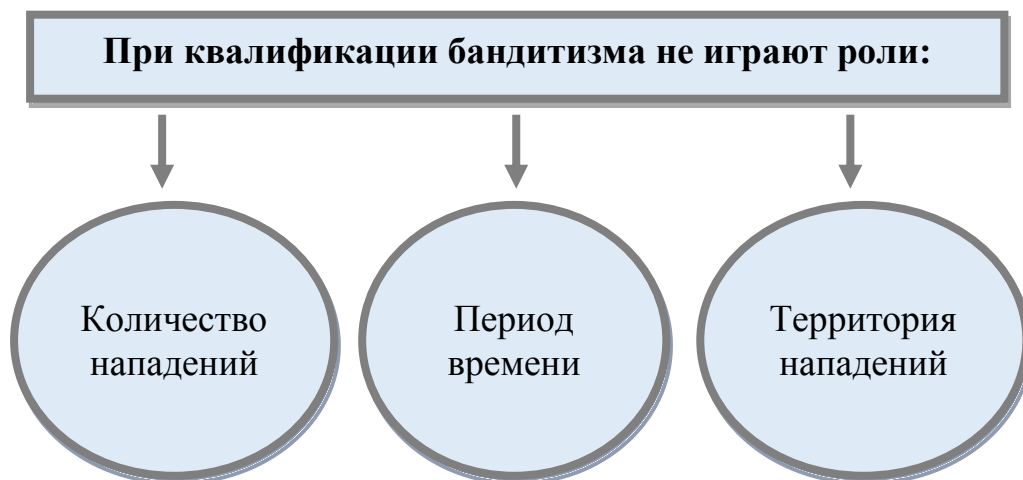 При квалификации бандитизма не играют роли:
Количество
нападений
Период
времени
Территория
нападений